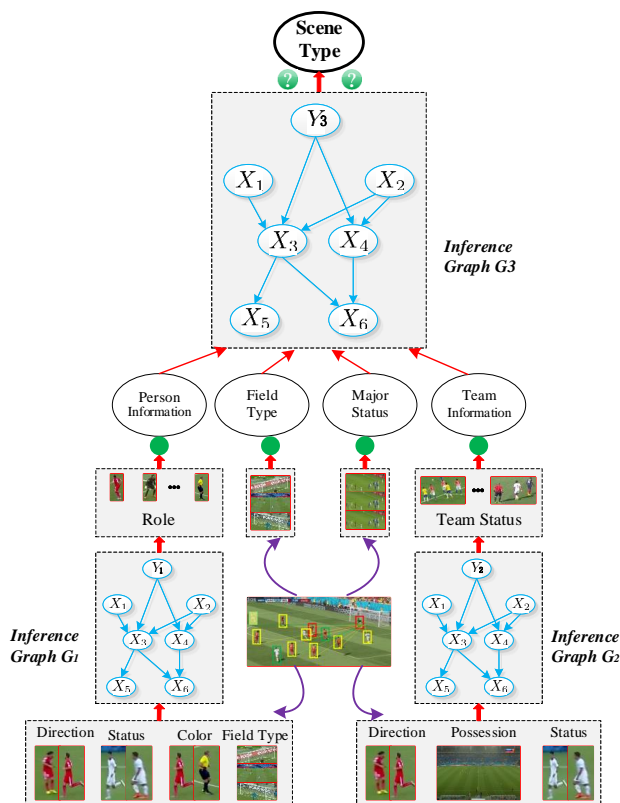 Scene
Type
?
?
Y3
X1
X2
X3
X4
X5
X6
Inference
Graph G3
Person
Information
Field
Type
Major
Status
Team
Information
Role
Team Status
Y1
X1
X2
X3
X4
X5
X6
Inference
Graph G1
Y2
X1
X2
X3
X4
X5
X6
Inference
Graph G2
Direction
Status
Color
Field Type
Direction
Possession
Status